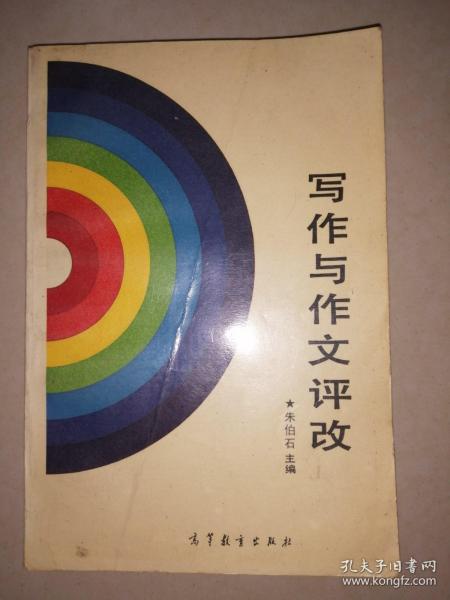 写作与作文评改
★朱伯石 主编
高等教育出版社
孔夫子旧书网
www.kongfz.com